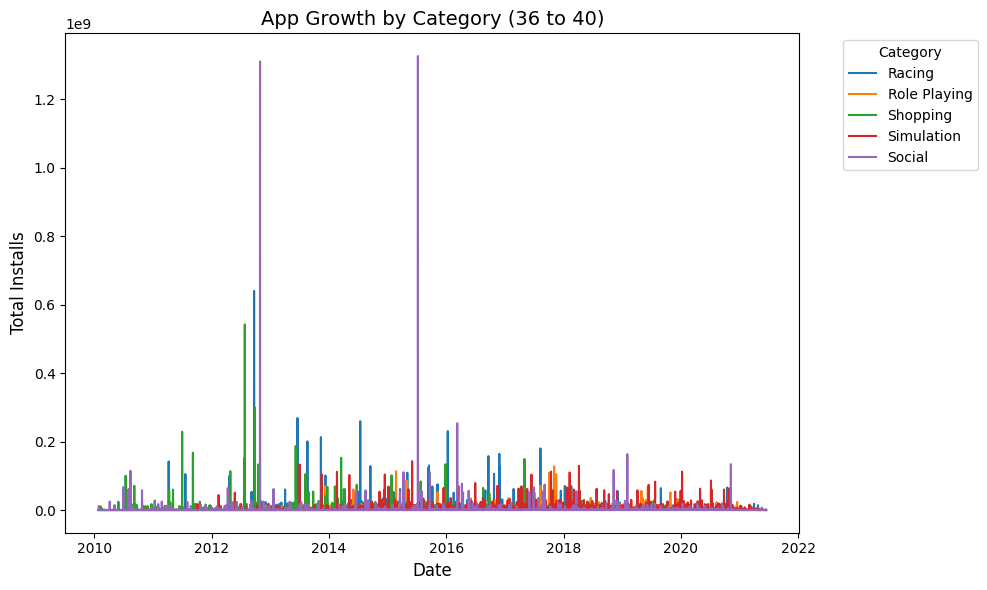 App Growth by Category (36 to 40)
1e9
1.2
1.0
0.8
0.6
0.4
0.2
0.0
Total Installs
2010
2012
2014
2016
2018
2020
2022
Date
Category
Racing
Role Playing
Shopping
Simulation
Social